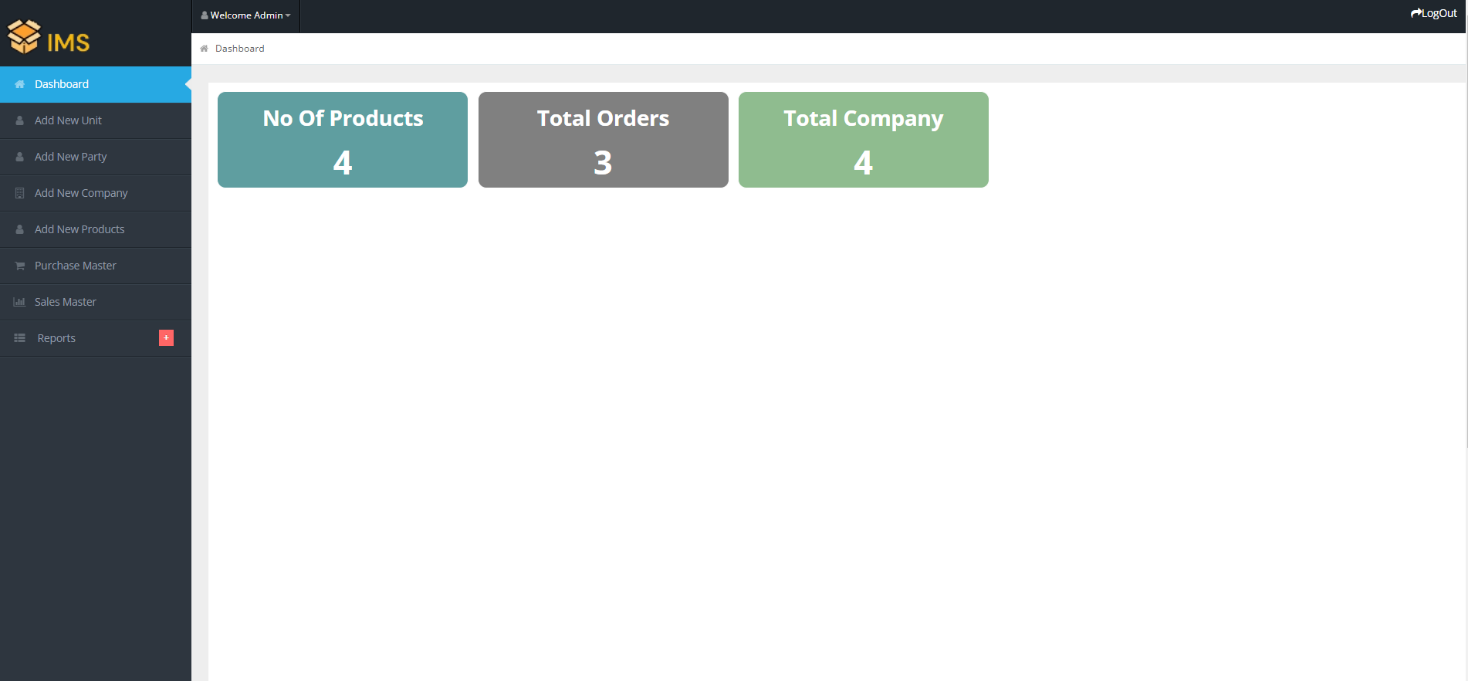 Welcome Admin
LogOut
IMS
Dashboard
Dashboard
Add New Unit
Add New Party
Add New Company
Add New Products
Purchase Master
Sales Master
Reports
+
No Of Products
4
Total Orders
3
Total Company
4